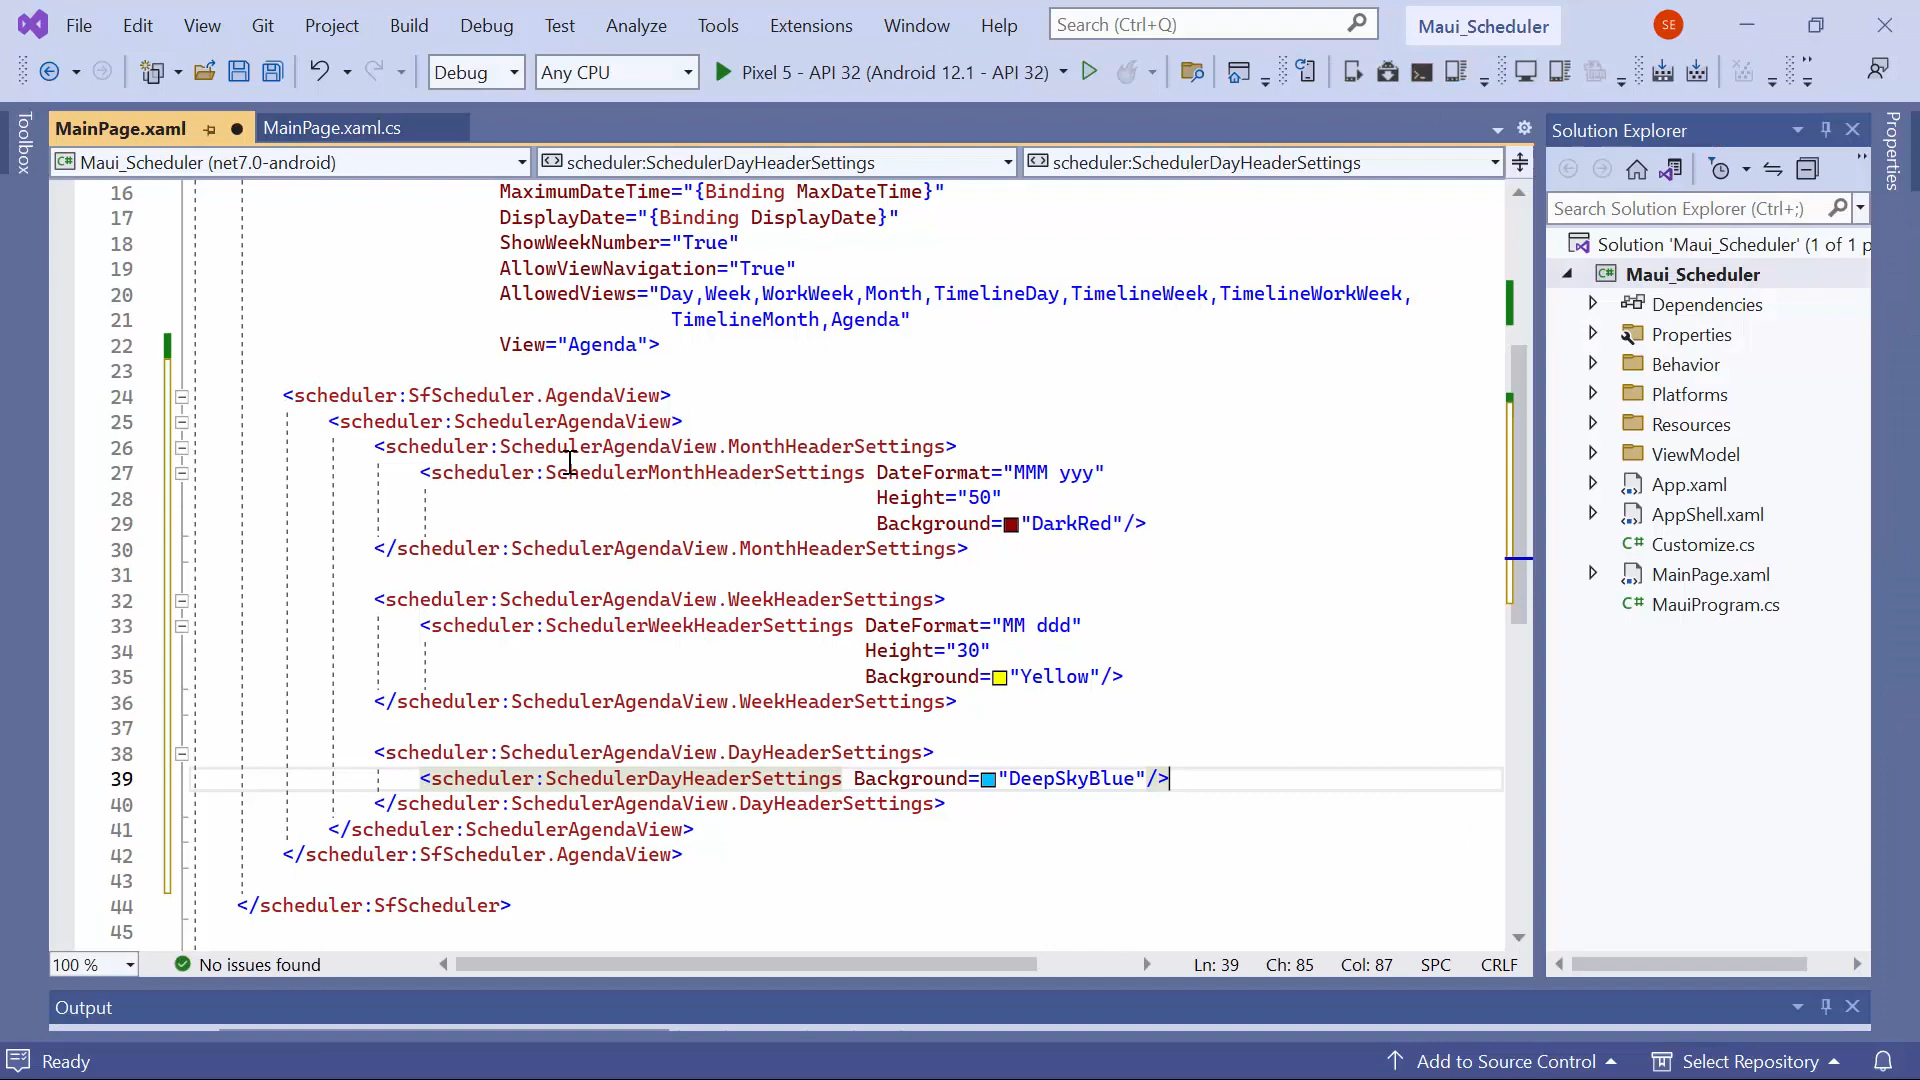 File Edit View Git Project Build Debug Test Analyze Tools Extensions Window Help Search (Ctrl+Q) Maui_Scheduler SE
Debug Any CPU Pixel 5 - API 32 (Android 12.1 - API 32)
Toolbox
MainPage.xaml MainPage.xaml.cs
Maui_Scheduler (net7.0-android) scheduler:SchedulerDayHeaderSettings scheduler:SchedulerDayHeaderSettings
16 MaximumDateTime="{Binding MaxDateTime}"
17 DisplayDate="{Binding DisplayDate}"
18 ShowWeekNumber="True"
19 AllowViewNavigation="True"
20 AllowedViews="Day,Week,WorkWeek,Month,TimelineDay,TimelineWeek,TimelineWorkWeek,
21 TimelineMonth,Agenda"
22 View="Agenda">
23
24 <scheduler:SfScheduler.AgendaView>
25 <scheduler:SchedulerAgendaView>
26 <scheduler:SchedulerAgendaView.MonthHeaderSettings>
27 <scheduler:SchedulerMonthHeaderSettings DateFormat="MMM yyy"
28 Height="50"
29 Background="DarkRed"/>
30 </scheduler:SchedulerAgendaView.MonthHeaderSettings>
31
32 <scheduler:SchedulerAgendaView.WeekHeaderSettings>
33 <scheduler:SchedulerWeekHeaderSettings DateFormat="MM ddd"
34 Height="30"
35 Background="Yellow"/>
36 </scheduler:SchedulerAgendaView.WeekHeaderSettings>
37
38 <scheduler:SchedulerAgendaView.DayHeaderSettings>
39 <scheduler:SchedulerDayHeaderSettings Background="DeepSkyBlue"/>
40 </scheduler:SchedulerAgendaView.DayHeaderSettings>
41 </scheduler:SchedulerAgendaView>
42 </scheduler:SfScheduler.AgendaView>
43
44 </scheduler:SfScheduler>
45
100 % No issues found Ln: 39 Ch: 85 Col: 87 SPC CRLF
Output
Ready Add to Source Control Select Repository
Solution Explorer
Search Solution Explorer (Ctrl+;)
Solution 'Maui_Scheduler' (1 of 1 p
Maui_Scheduler
Dependencies
Properties
Behavior
Platforms
Resources
ViewModel
App.xaml
AppShell.xaml
Customize.cs
MainPage.xaml
MauiProgram.cs
Properties